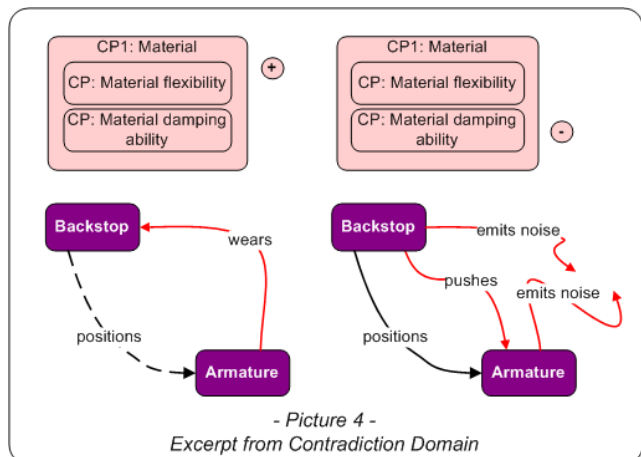 CP1: Material
CP: Material flexibility
CP: Material damping
ability
+
CP1: Material
CP: Material flexibility
CP: Material damping
ability
-
Backstop
wears
positions
Armature
Backstop
emits noise
pushes
emits noise
positions
Armature
- Picture 4 -
Excerpt from Contradiction Domain